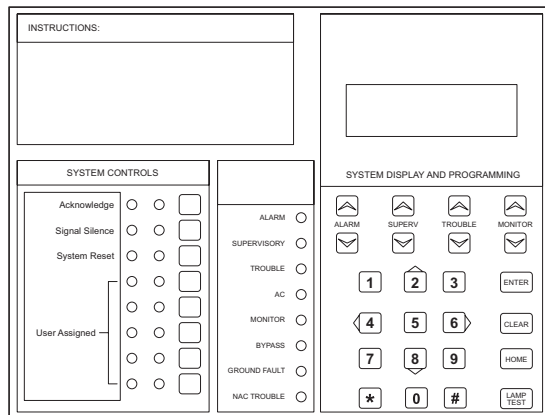 INSTRUCTIONS:
SYSTEM CONTROLS
Acknowledge
Signal Silence
System Reset
User Assigned
ALARM
SUPERVISORY
TROUBLE
AC
MONITOR
BYPASS
GROUND FAULT
NAC TROUBLE
SYSTEM DISPLAY AND PROGRAMMING
ALARM SUPERV TROUBLE MONITOR
1 2 3 ENTER
4 5 6 CLEAR
7 8 9 HOME
* 0 # LAMP TEST